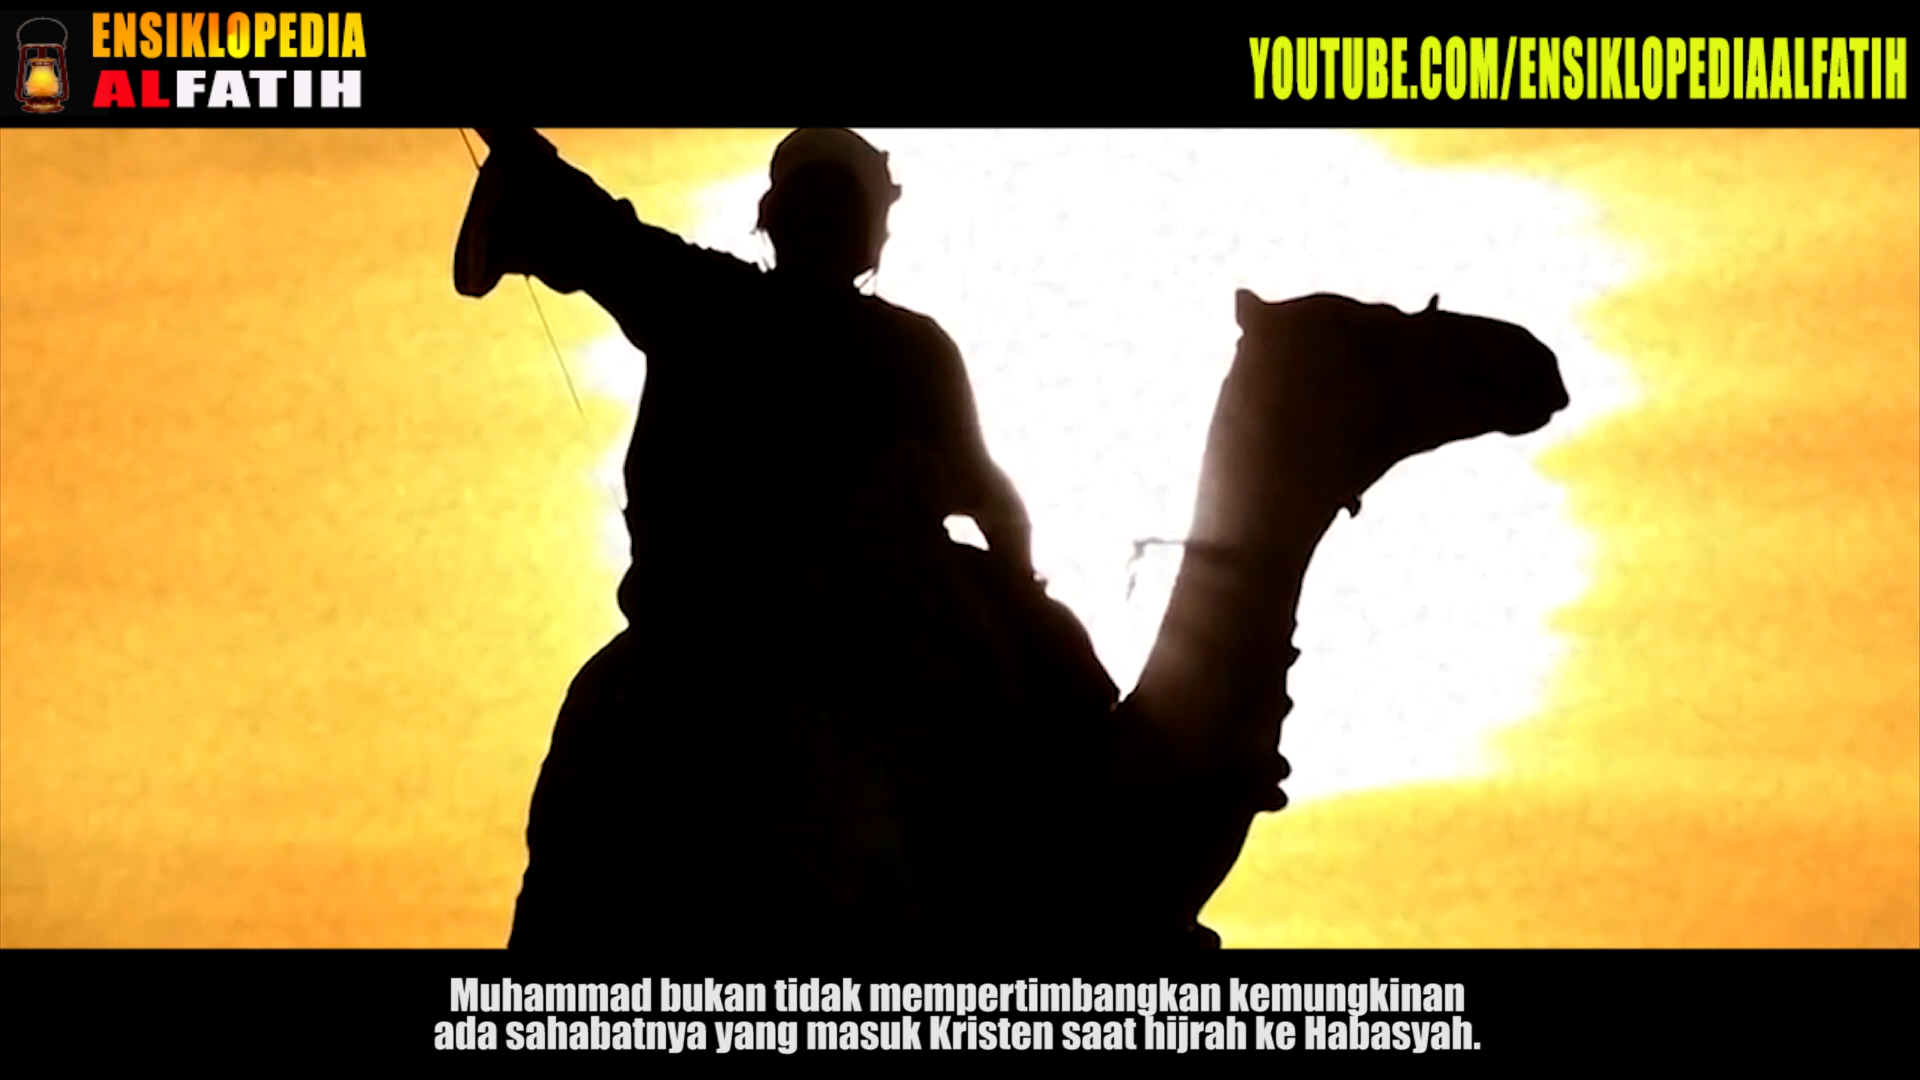 ENSIKLOPEDIA
ALFATIH
YOUTUBE.COM/ENSIKLOPEDIAALFATIH
Muhammad bukan tidak mempertimbangkan kemungkinan
ada sahabatnya yang masuk Kristen saat hijrah ke Habasyah.